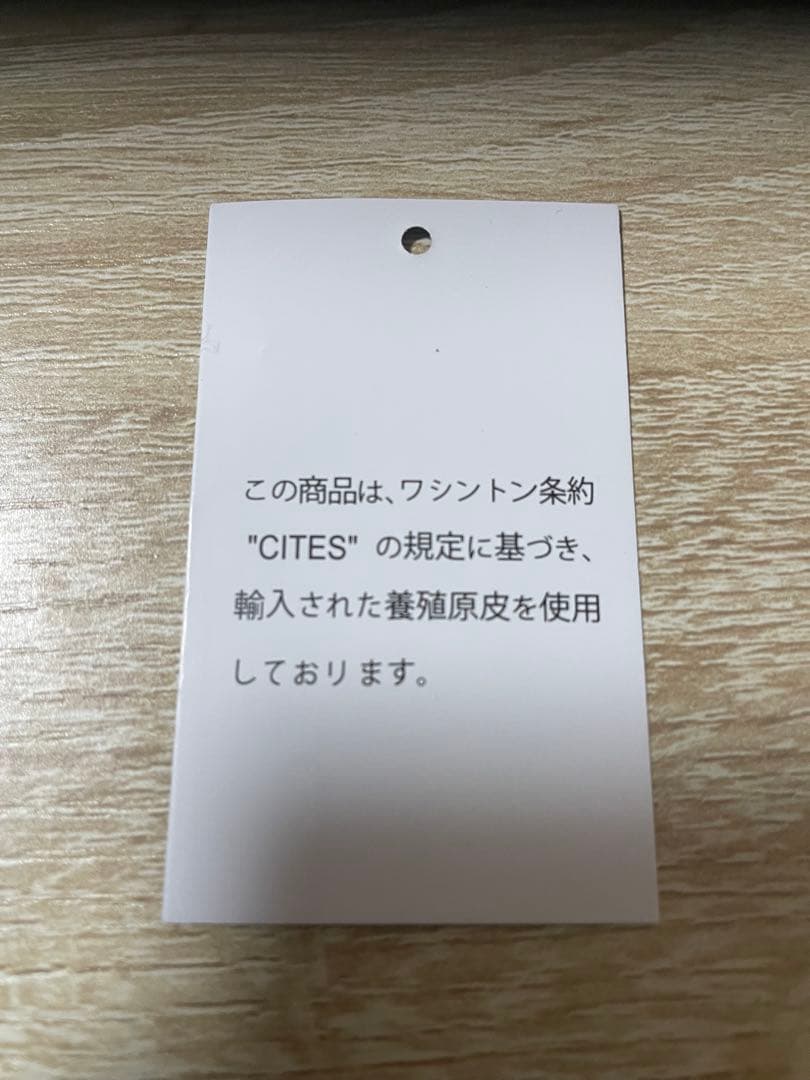 この商品は、ワシントン条約
"CITES" の規定に基づき、
輸入された養殖原皮を使用
しております。